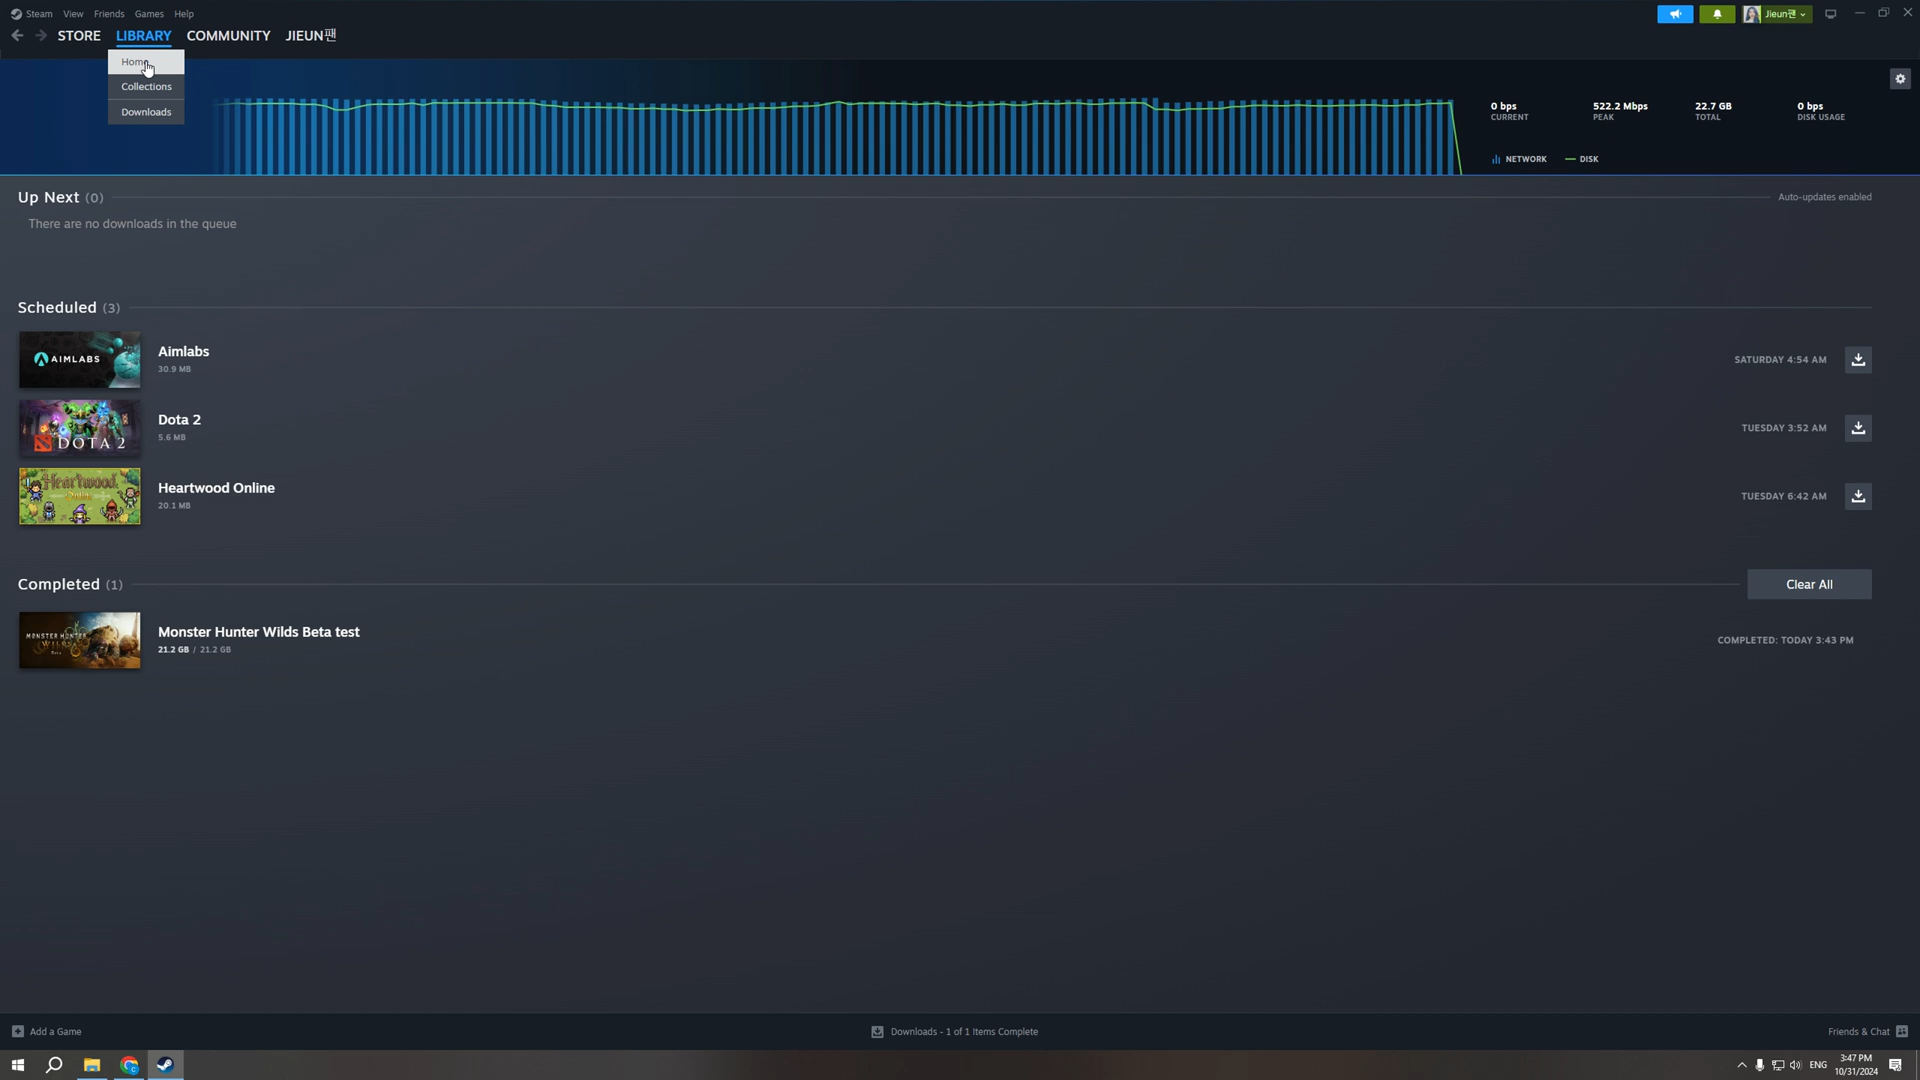 Steam View Friends Games Help
Jieun팬
STORE LIBRARY COMMUNITY JIEUN팬
Home
Collections
Downloads
0 bps 522.2 Mbps 22.7 GB 0 bps
CURRENT PEAK TOTAL DISK USAGE
NETWORK DISK
Up Next (0)
Auto-updates enabled
There are no downloads in the queue
Scheduled (3)
AIMLABS
Aimlabs
30.9 MB
SATURDAY 4:54 AM
DOTA 2
Dota 2
5.6 MB
TUESDAY 3:52 AM
Heartwood
Online
Heartwood Online
20.1 MB
TUESDAY 6:42 AM
Completed (1)
Clear All
MONSTER HUNTER
WILDS
Monster Hunter Wilds Beta test
21.2 GB / 21.2 GB
COMPLETED: TODAY 3:43 PM
Add a Game
Downloads - 1 of 1 Items Complete
Friends & Chat
ENG
3:47 PM
10/31/2024